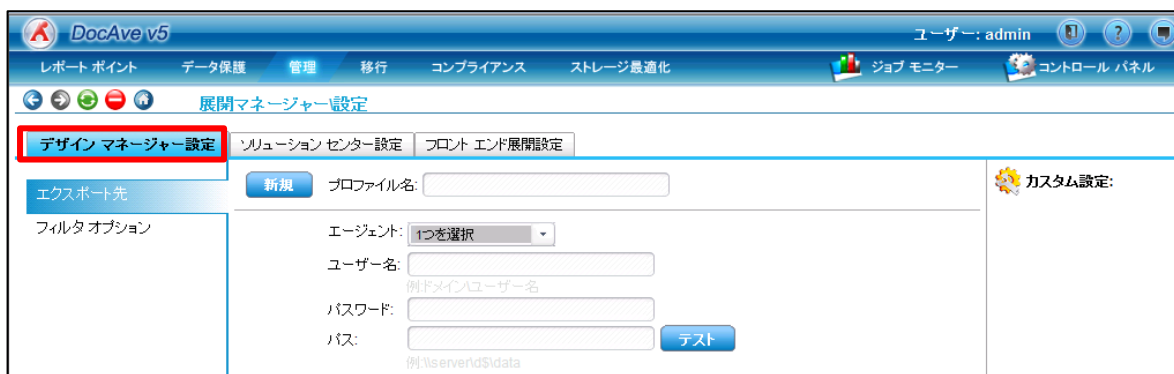 DocAve v5 ユーザー: admin
レポート ポイント データ保護 管理 移行 コンプライアンス ストレージ最適化 ジョブ モニター コントロール パネル
展開マネージャー\設定
デザイン マネージャー設定 ソリューション センター設定 フロント エンド展開設定
エクスポート先
フィルタ オプション
新規 プロファイル名:
カスタム設定:
エージェント: 1つを選択
ユーザー名:
例:ドメイン\ユーザー名
パスワード:
パス: テスト
例:\\server\d$\data